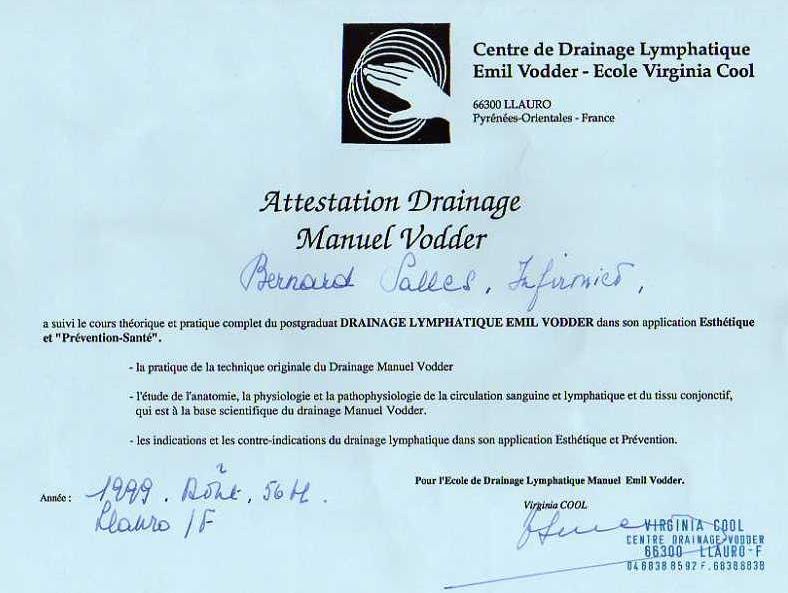 Centre de Drainage Lymphatique
Emil Vodder - Ecole Virginia Cool
66300 LLAURO
Pyrénées-Orientales - France
Attestation Drainage
Manuel Vodder
Bernard Salles, Infirmier,
a suivi le cours théorique et pratique complet du postgraduat DRAINAGE LYMPHATIQUE EMIL VODDER dans son application Esthétique
et "Prévention-Santé".
- la pratique de la technique originale du Drainage Manuel Vodder
- l'étude de l'anatomie, la physiologie et la pathophysiologie de la circulation sanguine et lymphatique et du tissu conjonctif,
qui est à la base scientifique du drainage Manuel Vodder.
- les indications et les contre-indications du drainage lymphatique dans son application Esthétique et Prévention.
Pour l'Ecole de Drainage Lymphatique Manuel Emil Vodder.
Année : 1999. Août, 56 H.
Llauro /F
Virginia COOL
VIRGINIA COOL
CENTRE DRAINAGE VODDER
66300 LLAURO-F
0468388592 F.68388838